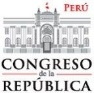 PERÚ
CONGRESO
de la
REPÚBLICA